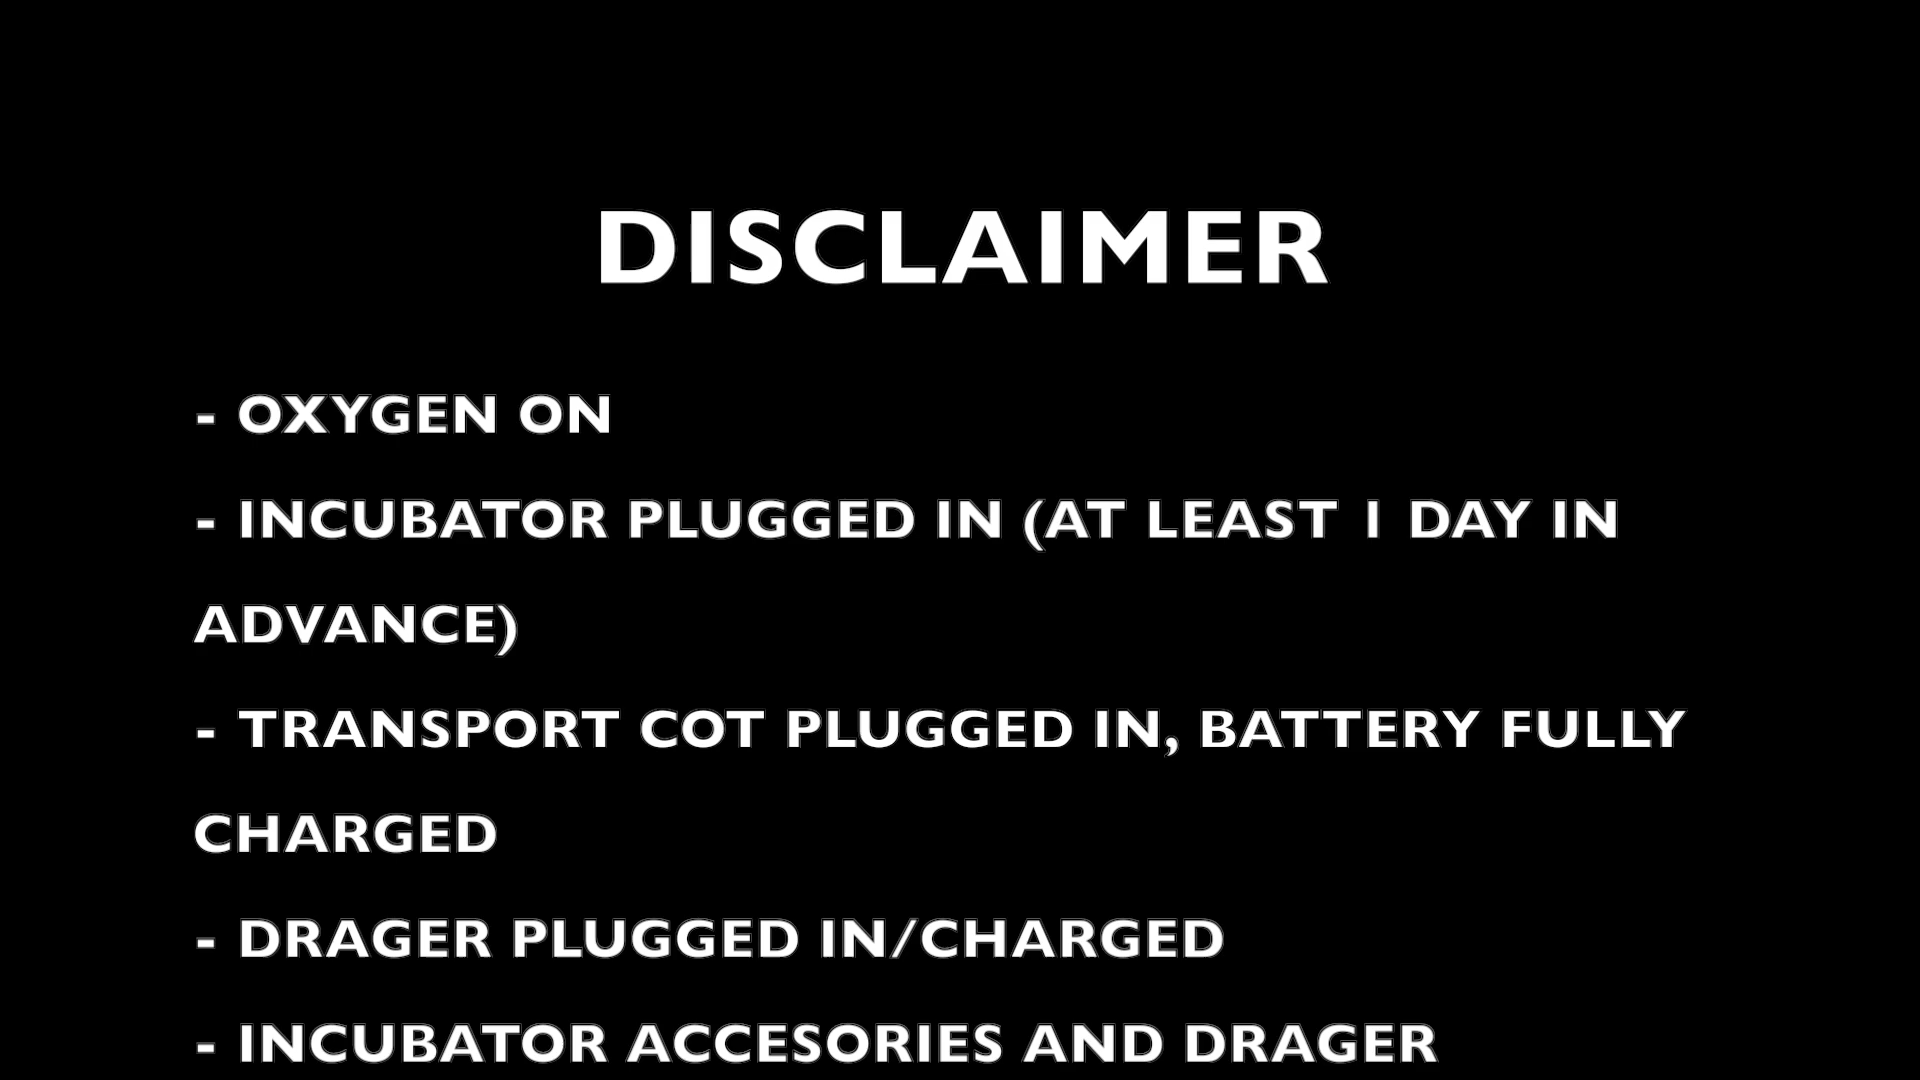 DISCLAIMER
- OXYGEN ON
- INCUBATOR PLUGGED IN (AT LEAST 1 DAY IN
ADVANCE)
- TRANSPORT COT PLUGGED IN, BATTERY FULLY
CHARGED
- DRAGER PLUGGED IN/CHARGED
- INCUBATOR ACCESORIES AND DRAGER